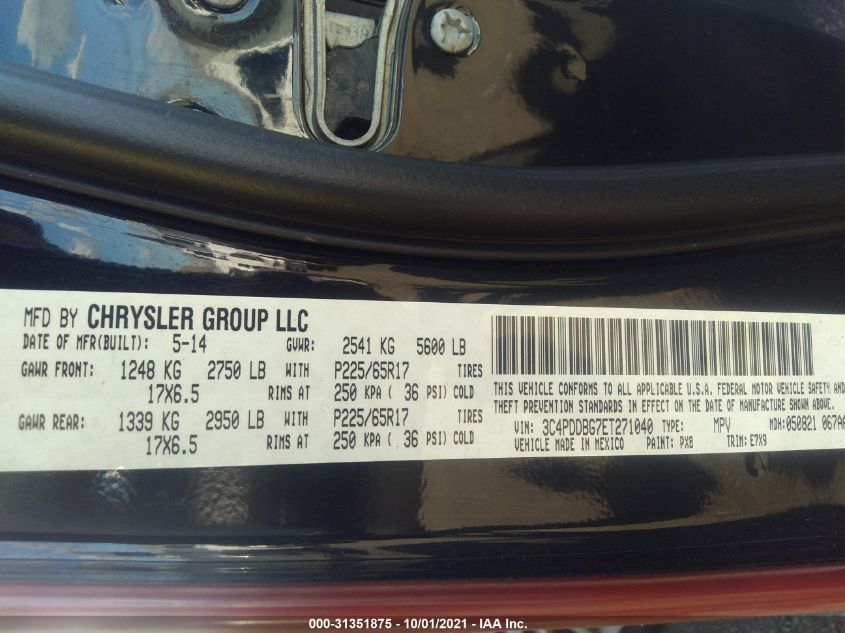 MFD BY CHRYSLER GROUP LLC
DATE OF MFR(BUILT): 5-14 GVWR: 2541 KG 5600 LB
GAWR FRONT: 1248 KG 2750 LB WITH P225/65R17 TIRES
17X6.5 RIMS AT 250 KPA ( 36 PSI) COLD
GAWR REAR: 1339 KG 2950 LB WITH P225/65R17 TIRES
17X6.5 RIMS AT 250 KPA ( 36 PSI) COLD
THIS VEHICLE CONFORMS TO ALL APPLICABLE U.S.A. FEDERAL MOTOR VEHICLE SAFETY AND
THEFT PREVENTION STANDARDS IN EFFECT ON THE DATE OF MANUFACTURE SHOWN ABOVE
VIN: 3C4PDDBG7ET271040 TYPE: MPV MDH:050821 067AA
VEHICLE MADE IN MEXICO PAINT: PX8 TRIM: E7X9
000-31351875 - 10/01/2021 - IAA Inc.